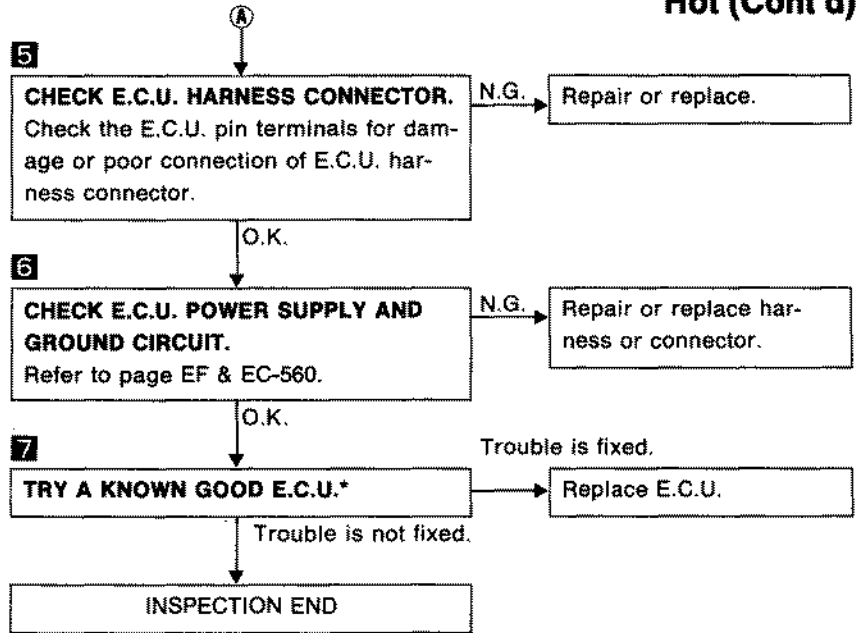 Hot (Cont'd)
A
5
CHECK E.C.U. HARNESS CONNECTOR.
Check the E.C.U. pin terminals for dam-
age or poor connection of E.C.U. har-
ness connector.
N.G.
Repair or replace.
O.K.
6
CHECK E.C.U. POWER SUPPLY AND
GROUND CIRCUIT.
Refer to page EF & EC-560.
N.G.
Repair or replace har-
ness or connector.
O.K.
7
Trouble is fixed.
TRY A KNOWN GOOD E.C.U.*
Replace E.C.U.
Trouble is not fixed.
INSPECTION END